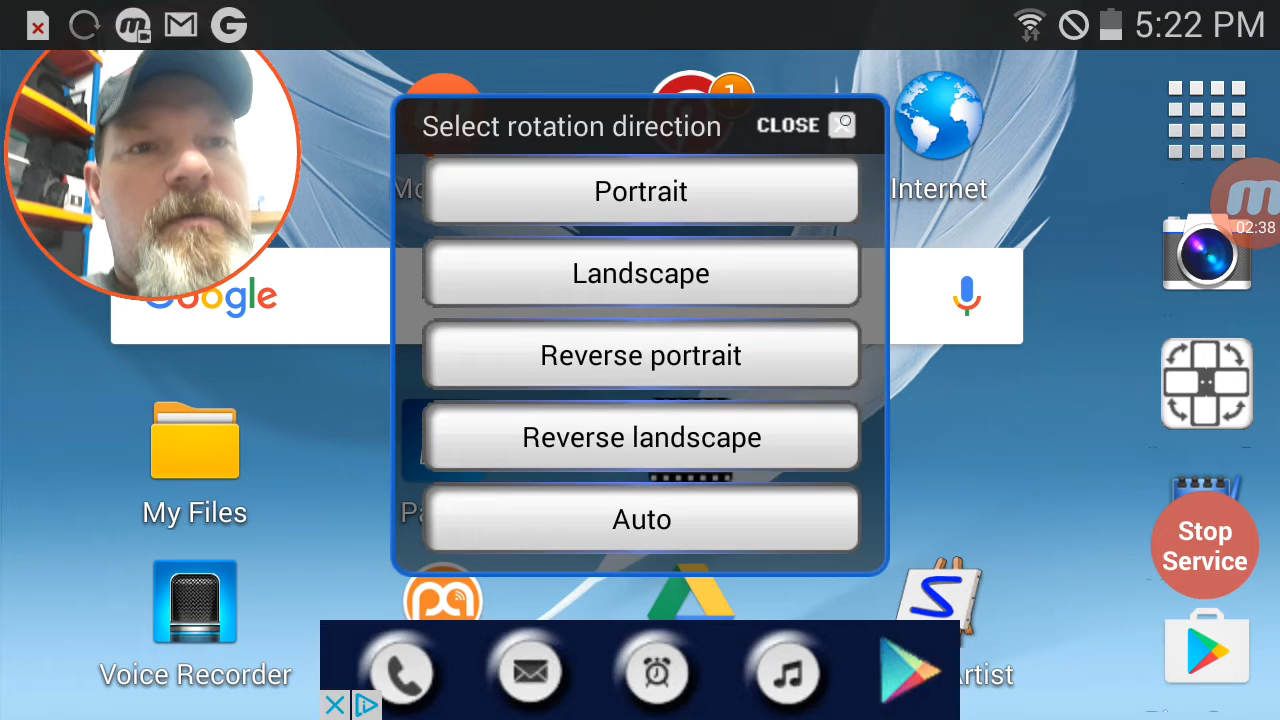 5:22 PM
Select rotation direction
CLOSE
1
Portrait
Internet
02:38
Landscape
Google
Reverse portrait
Reverse landscape
My Files
Auto
Stop
Service
Voice Recorder